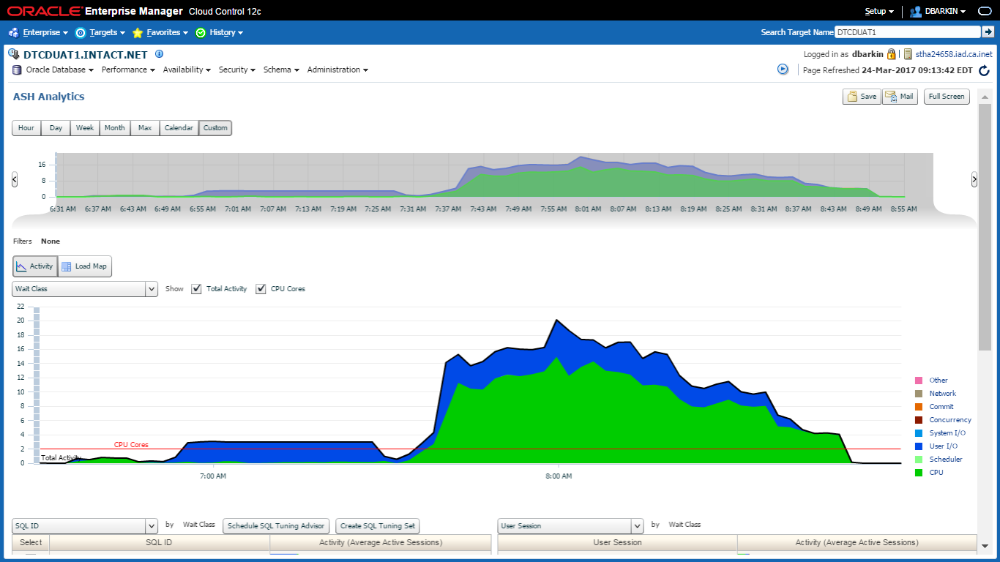 ORACLE Enterprise Manager Cloud Control 12c
Setup DBARKIN
Enterprise Targets Favorites History
Search Target Name DTCDUAT1
DTCDUAT1.INTACT.NET
Logged in as dbarkin stha24658.iad.ca.inet
Oracle Database Performance Availability Security Schema Administration
Page Refreshed 24-Mar-2017 09:13:42 EDT
ASH Analytics
Save Mail Full Screen
Hour Day Week Month Max Calendar Custom
16
8
0
6:31 AM 6:37 AM 6:43 AM 6:49 AM 6:55 AM 7:01 AM 7:07 AM 7:13 AM 7:19 AM 7:25 AM 7:31 AM 7:37 AM 7:43 AM 7:49 AM 7:55 AM 8:01 AM 8:07 AM 8:13 AM 8:19 AM 8:25 AM 8:31 AM 8:37 AM 8:43 AM 8:49 AM 8:55 AM
Filters None
Activity Load Map
Wait Class Show Total Activity CPU Cores
22
20
18
16
14
12
10
8
6
4
2
0
CPU Cores
Total Activity
7:00 AM 8:00 AM
Other
Network
Commit
Concurrency
System I/O
User I/O
Scheduler
CPU
SQL ID by Wait Class Schedule SQL Tuning Advisor Create SQL Tuning Set
User Session by Wait Class
Select SQL ID Activity (Average Active Sessions)
User Session Activity (Average Active Sessions)